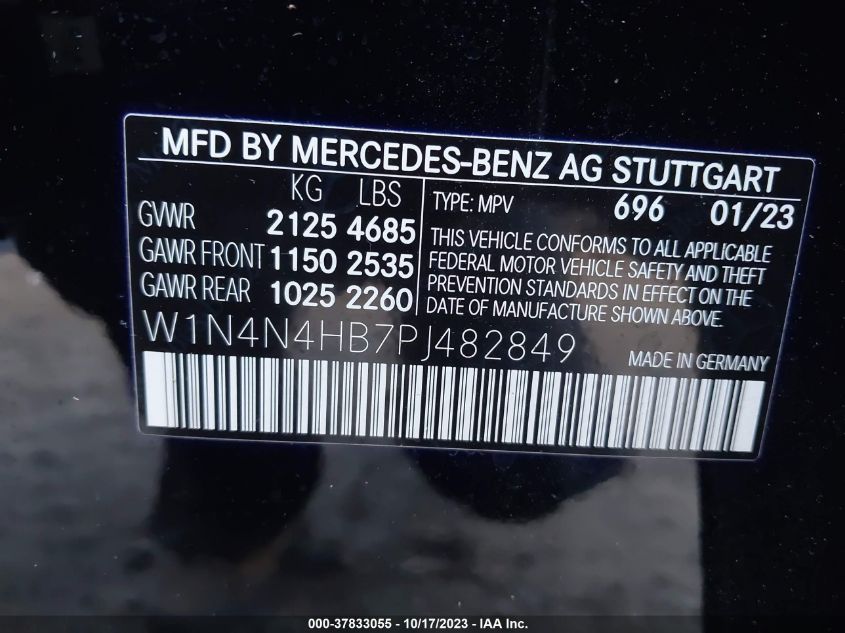 MFD BY MERCEDES-BENZ AG STUTTGART
KG LBS
GVWR 2125 4685
GAWR FRONT 1150 2535
GAWR REAR 1025 2260
TYPE: MPV 696 01/23
THIS VEHICLE CONFORMS TO ALL APPLICABLE
FEDERAL MOTOR VEHICLE SAFETY AND THEFT
PREVENTION STANDARDS IN EFFECT ON THE
DATE OF MANUFACTURE SHOWN ABOVE.
W1N4N4HB7PJ482849
MADE IN GERMANY
000-37833055 - 10/17/2023 - IAA Inc.